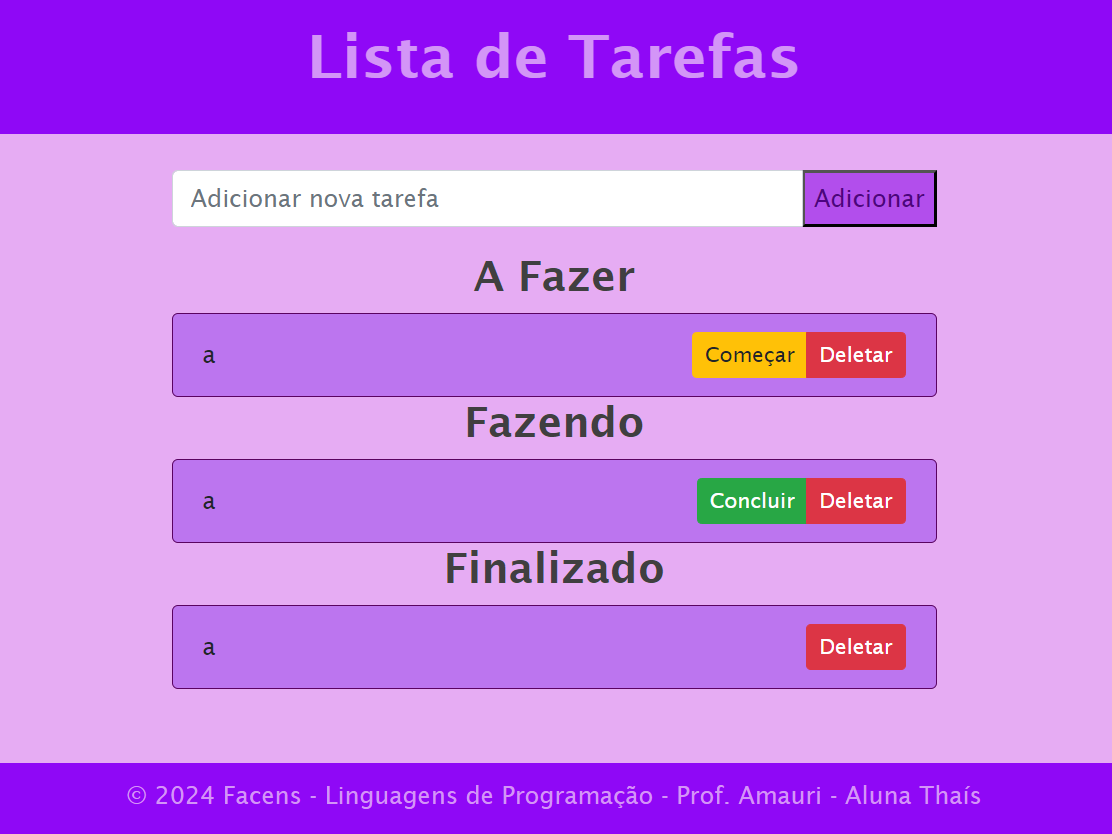 Lista de Tarefas
Adicionar nova tarefa Adicionar
A Fazer
a Começar Deletar
Fazendo
a Concluir Deletar
Finalizado
a Deletar
© 2024 Facens - Linguagens de Programação - Prof. Amauri - Aluna Thaís